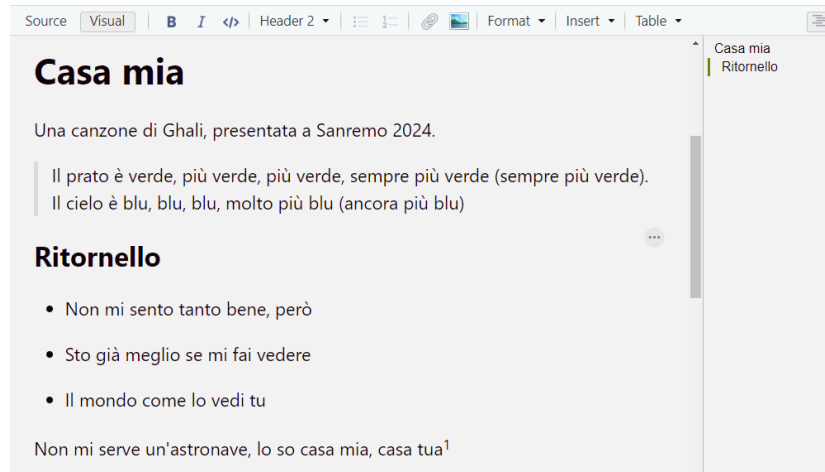 Source Visual B I </> Header 2 Format Insert Table
Casa mia
Ritornello
Casa mia
Una canzone di Ghali, presentata a Sanremo 2024.
Il prato è verde, più verde, più verde, sempre più verde (sempre più verde).
Il cielo è blu, blu, blu, molto più blu (ancora più blu)
Ritornello
• Non mi sento tanto bene, però
• Sto già meglio se mi fai vedere
• Il mondo come lo vedi tu
Non mi serve un'astronave, lo so casa mia, casa tua¹